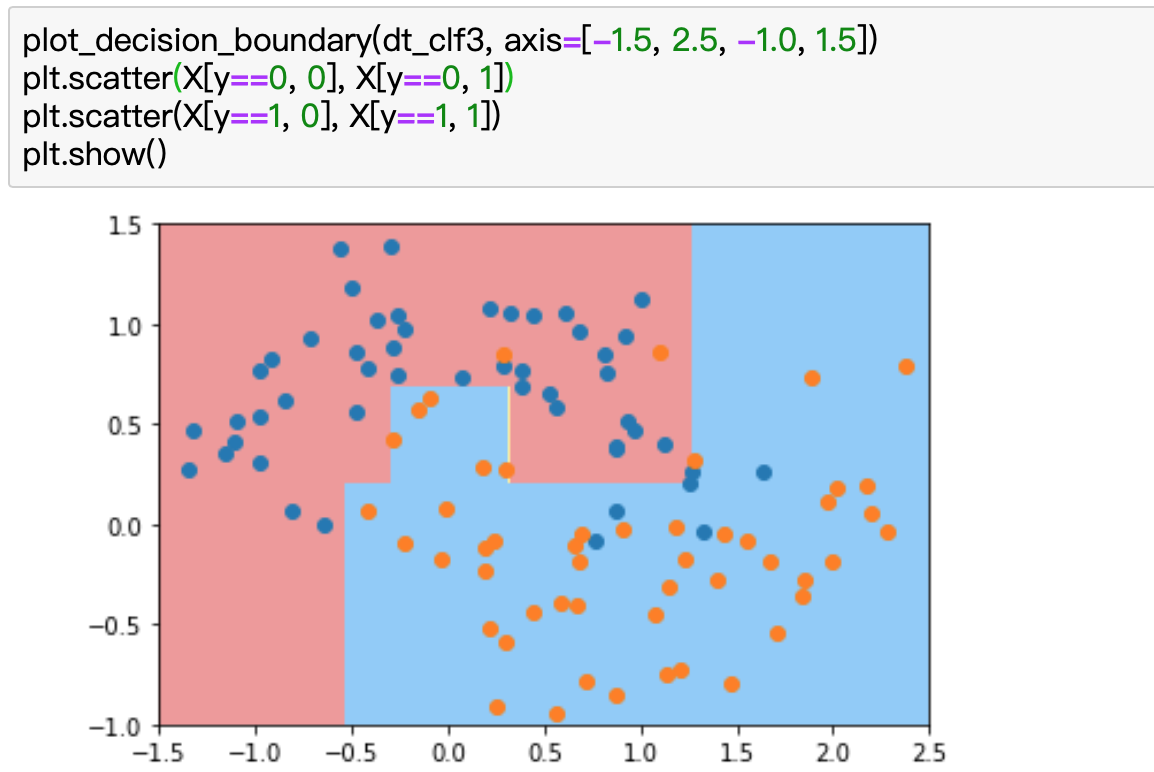 plot_decision_boundary(dt_clf3, axis=[−1.5, 2.5, −1.0, 1.5])
plt.scatter(X[y==0, 0], X[y==0, 1])
plt.scatter(X[y==1, 0], X[y==1, 1])
plt.show()
1.5
1.0
0.5
0.0
−0.5
−1.0
−1.5 −1.0 −0.5 0.0 0.5 1.0 1.5 2.0 2.5